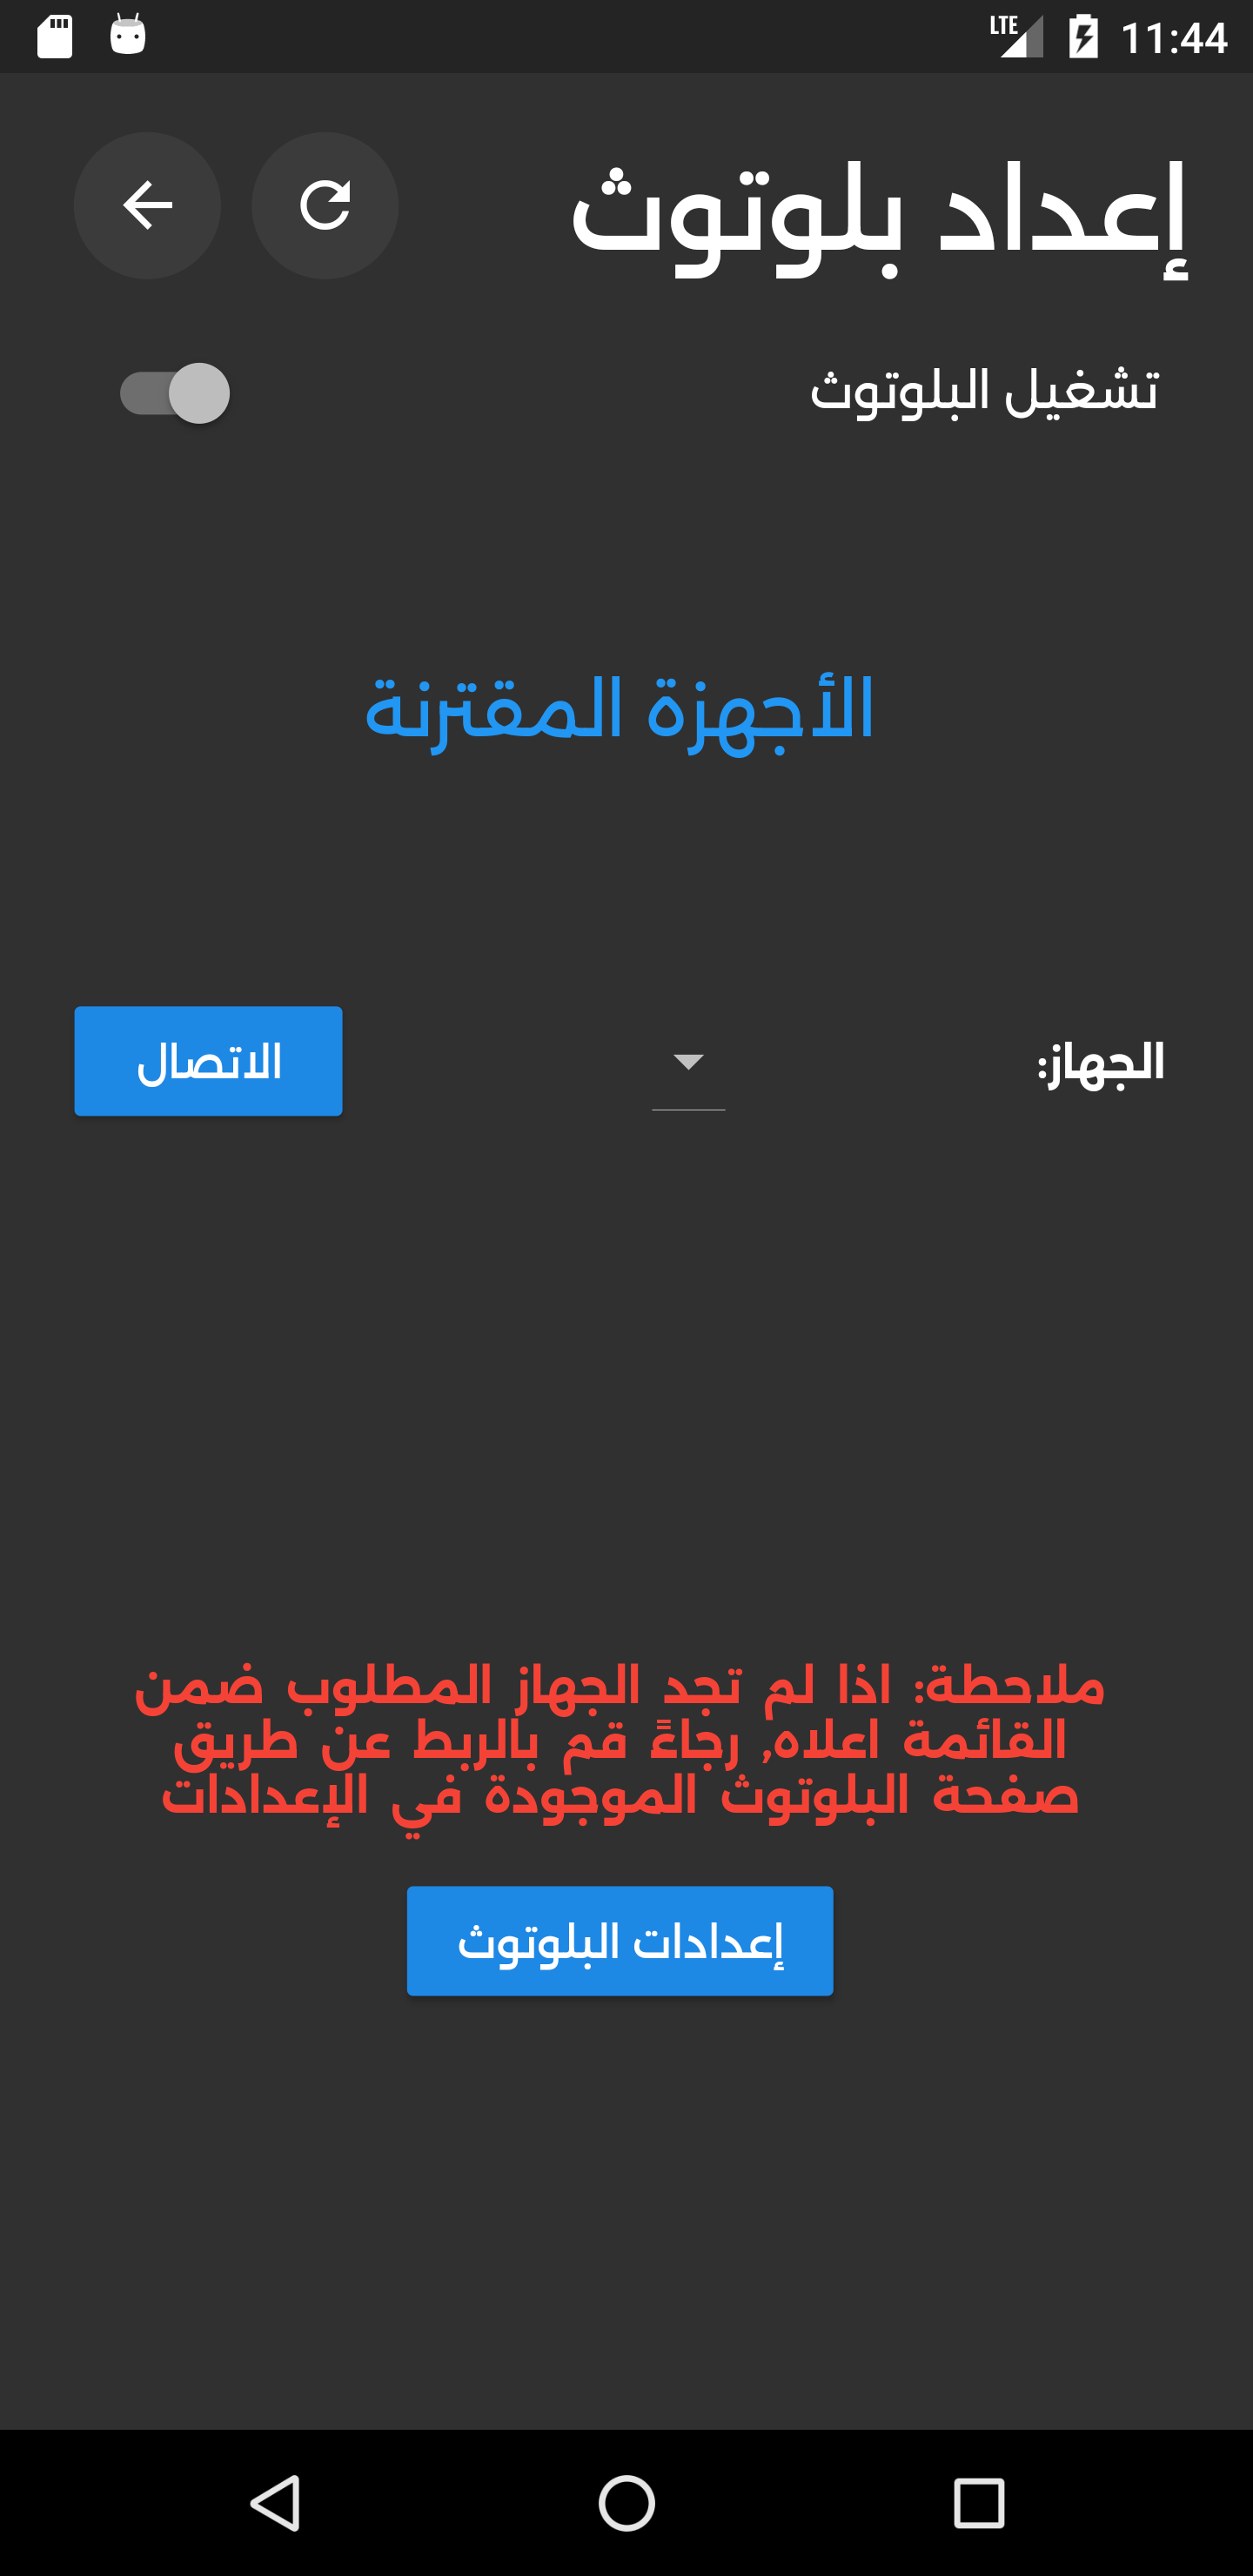 LTE 11:44
إعداد بلوتوث
تشغيل البلوتوث
الأجهزة المقترنة
الجهاز:
الاتصال
ملاحظة: اذا لم تجد الجهاز المطلوب ضمن
القائمة اعلاه, رجاءً قم بالربط عن طريق
صفحة البلوتوث الموجودة في الإعدادات
إعدادات البلوتوث